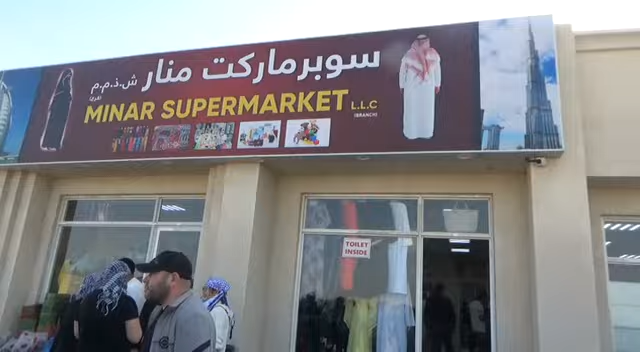 سوبرماركت منار ش.ذ.م.م
(فرع)
MINAR SUPERMARKET L.L.C
(BRANCH)
TOILET
INSIDE